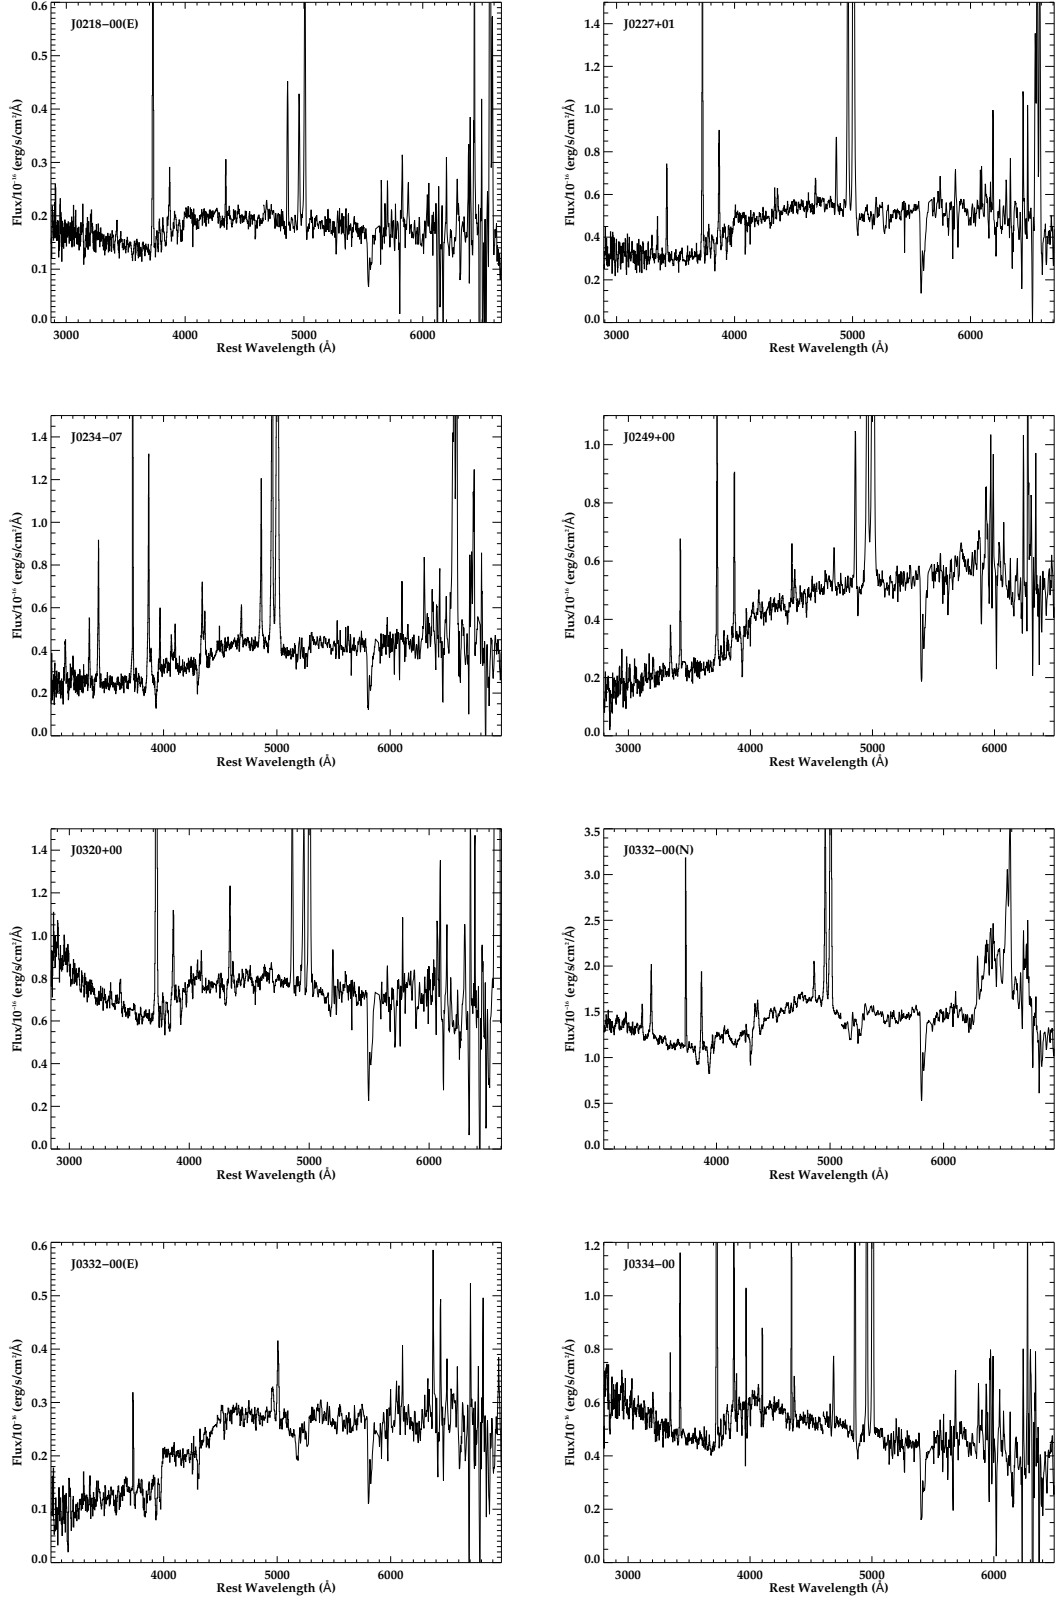 J0218−00(E)
0.6
0.5
0.4
0.3
0.2
0.1
0.0
Flux/10⁻¹⁶ (erg/s/cm²/Å)
3000 4000 5000 6000
Rest Wavelength (Å)
J0227+01
1.4
1.2
1.0
0.8
0.6
0.4
0.2
0.0
Flux/10⁻¹⁶ (erg/s/cm²/Å)
3000 4000 5000 6000
Rest Wavelength (Å)
J0234−07
1.4
1.2
1.0
0.8
0.6
0.4
0.2
0.0
Flux/10⁻¹⁶ (erg/s/cm²/Å)
4000 5000 6000
Rest Wavelength (Å)
J0249+00
1.0
0.8
0.6
0.4
0.2
0.0
Flux/10⁻¹⁶ (erg/s/cm²/Å)
3000 4000 5000 6000
Rest Wavelength (Å)
J0320+00
1.4
1.2
1.0
0.8
0.6
0.4
0.2
0.0
Flux/10⁻¹⁶ (erg/s/cm²/Å)
3000 4000 5000 6000
Rest Wavelength (Å)
J0332−00(N)
3.5
3.0
2.5
2.0
1.5
1.0
0.5
0.0
Flux/10⁻¹⁶ (erg/s/cm²/Å)
4000 5000 6000
Rest Wavelength (Å)
J0332−00(E)
0.6
0.5
0.4
0.3
0.2
0.1
0.0
Flux/10⁻¹⁶ (erg/s/cm²/Å)
4000 5000 6000
Rest Wavelength (Å)
J0334−00
1.2
1.0
0.8
0.6
0.4
0.2
0.0
Flux/10⁻¹⁶ (erg/s/cm²/Å)
3000 4000 5000 6000
Rest Wavelength (Å)